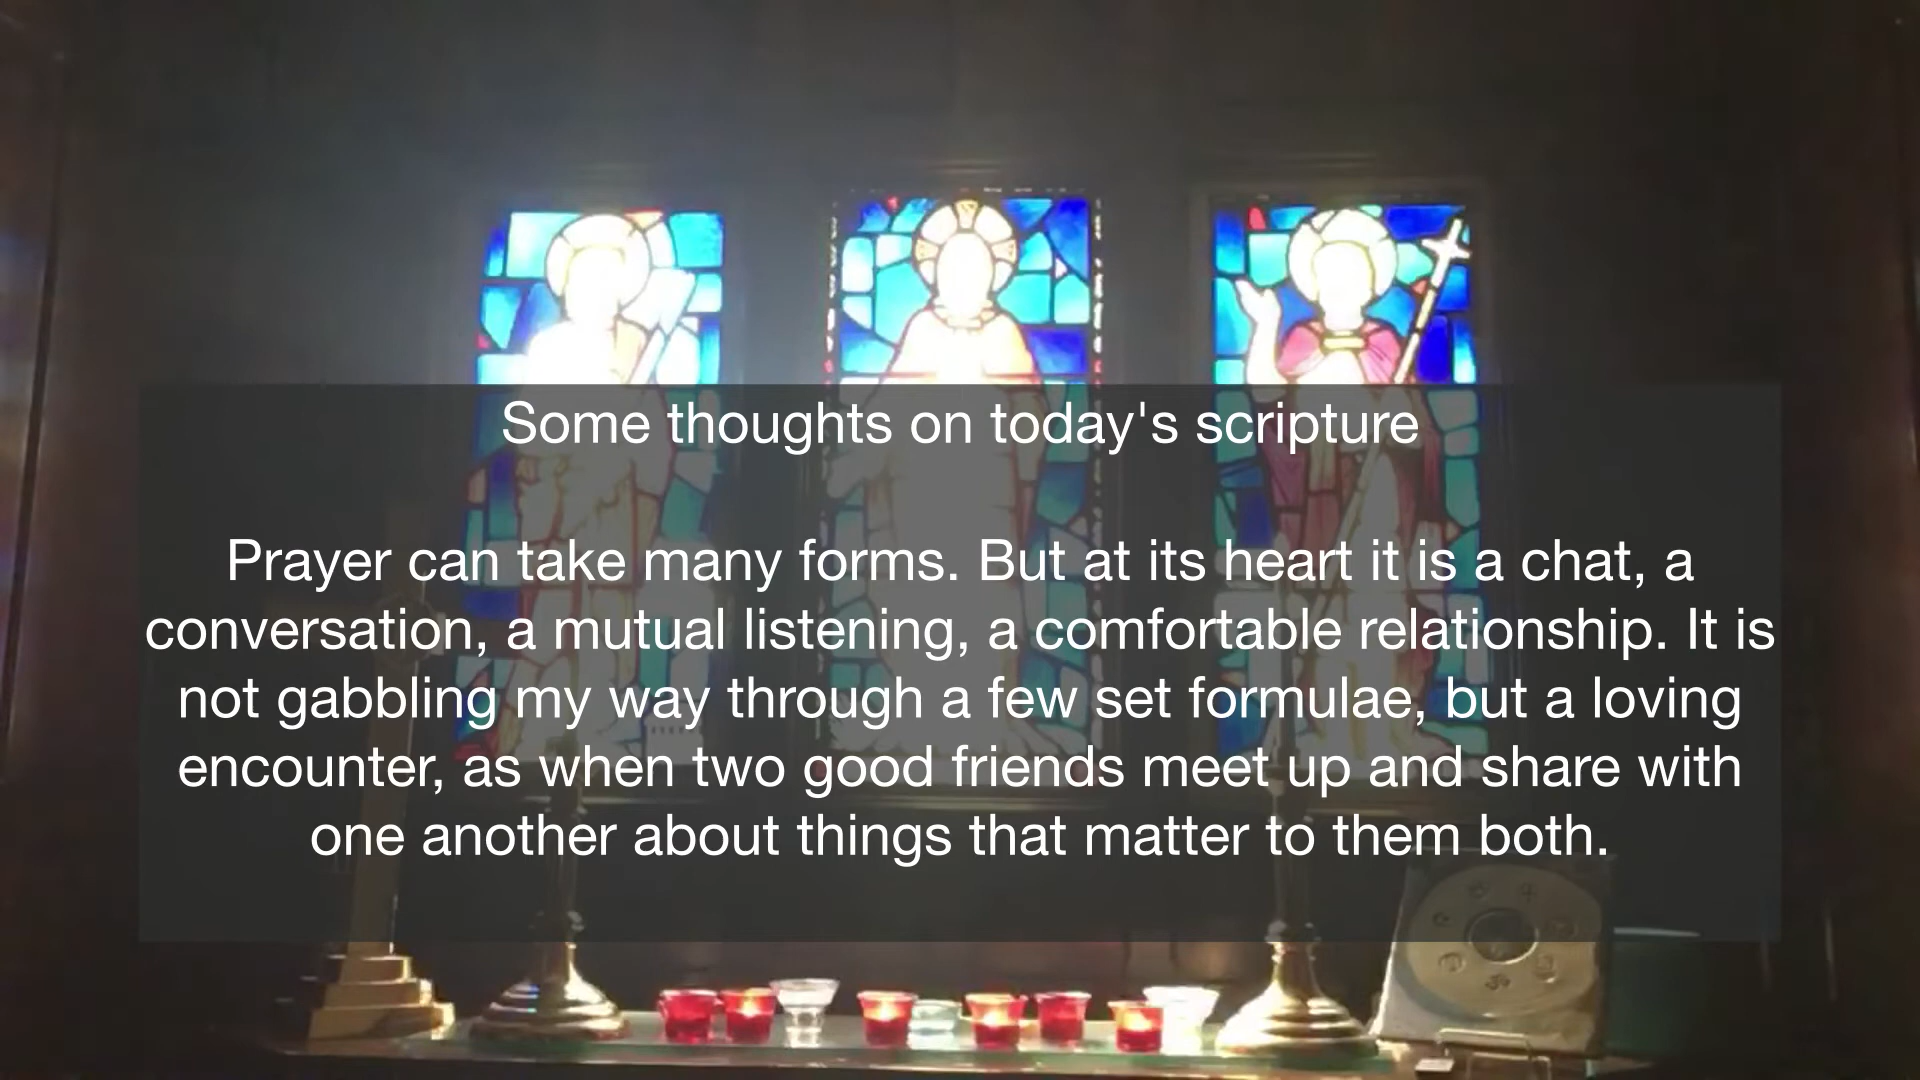 Some thoughts on today's scripture
Prayer can take many forms. But at its heart it is a chat, a
conversation, a mutual listening, a comfortable relationship. It is
not gabbling my way through a few set formulae, but a loving
encounter, as when two good friends meet up and share with
one another about things that matter to them both.